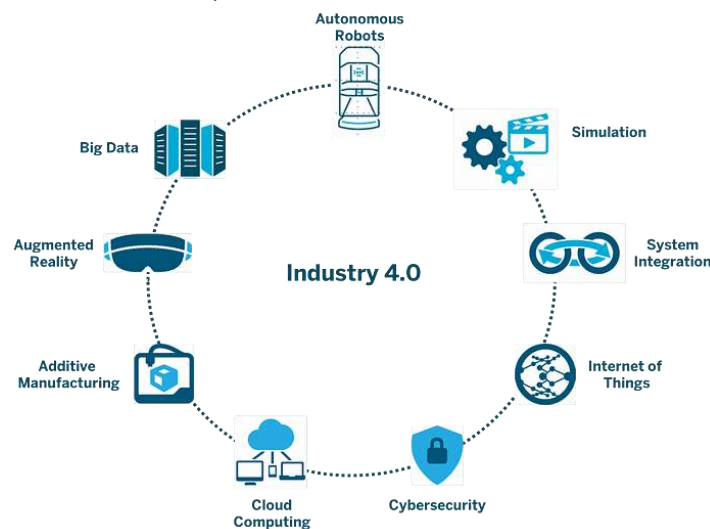 Autonomous
Robots
Simulation
Big Data
System
Integration
Augmented
Reality
Industry 4.0
Internet of
Things
Additive
Manufacturing
Cybersecurity
Cloud
Computing